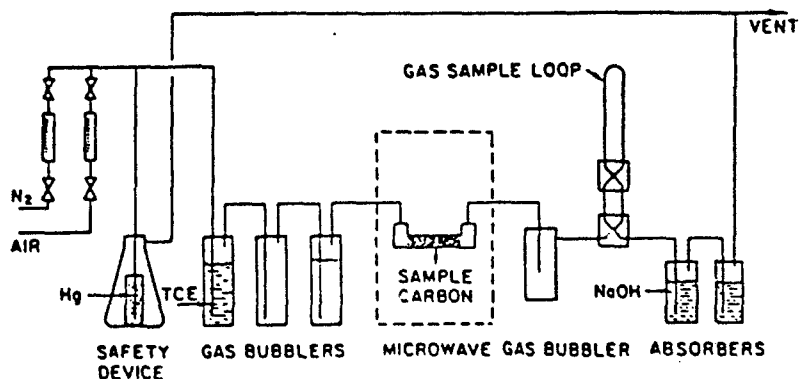 VENT
GAS SAMPLE LOOP
N2
AIR
Hg
TCE
SAMPLE
CARBON
NaOH
SAFETY
DEVICE
GAS BUBBLERS
MICROWAVE
GAS BUBBLER
ABSORBERS